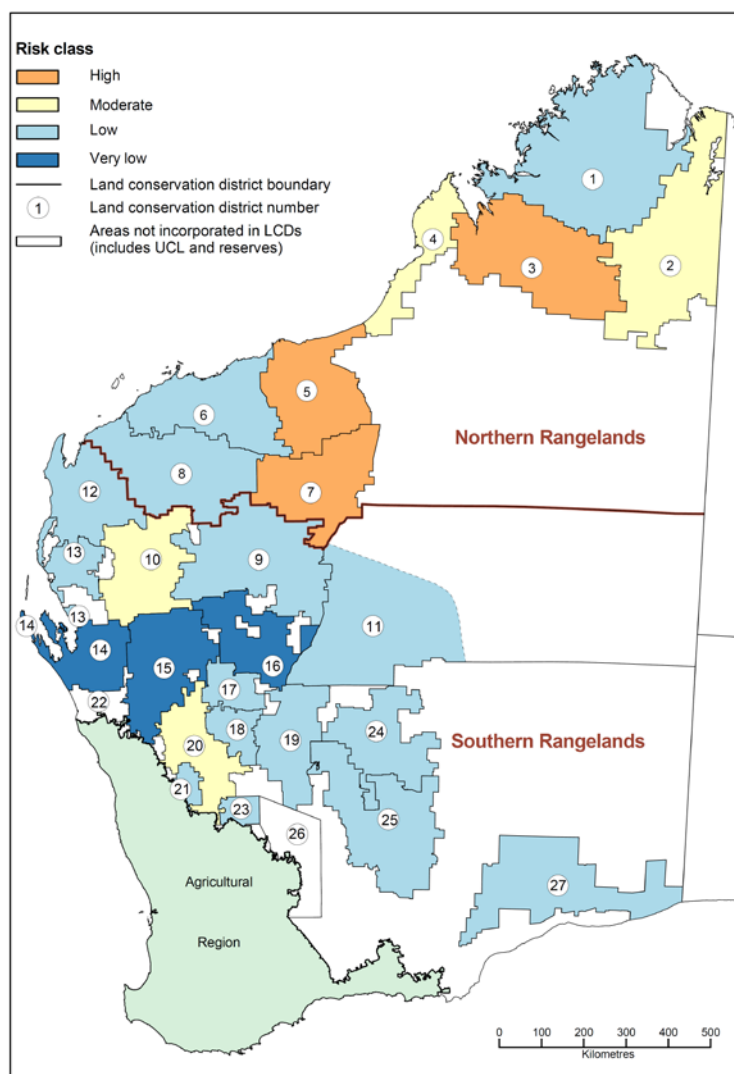 Risk class
High
Moderate
Low
Very low
Land conservation district boundary
1 Land conservation district number
Areas not incorporated in LCDs
(includes UCL and reserves)
1
2
4
3
5
6
Northern Rangelands
8
7
12
10
9
13
13
14
14
11
15
16
17
22
18
19
24
20
Southern Rangelands
21
23
25
26
27
Agricultural
Region
0 100 200 300 400 500
Kilometres